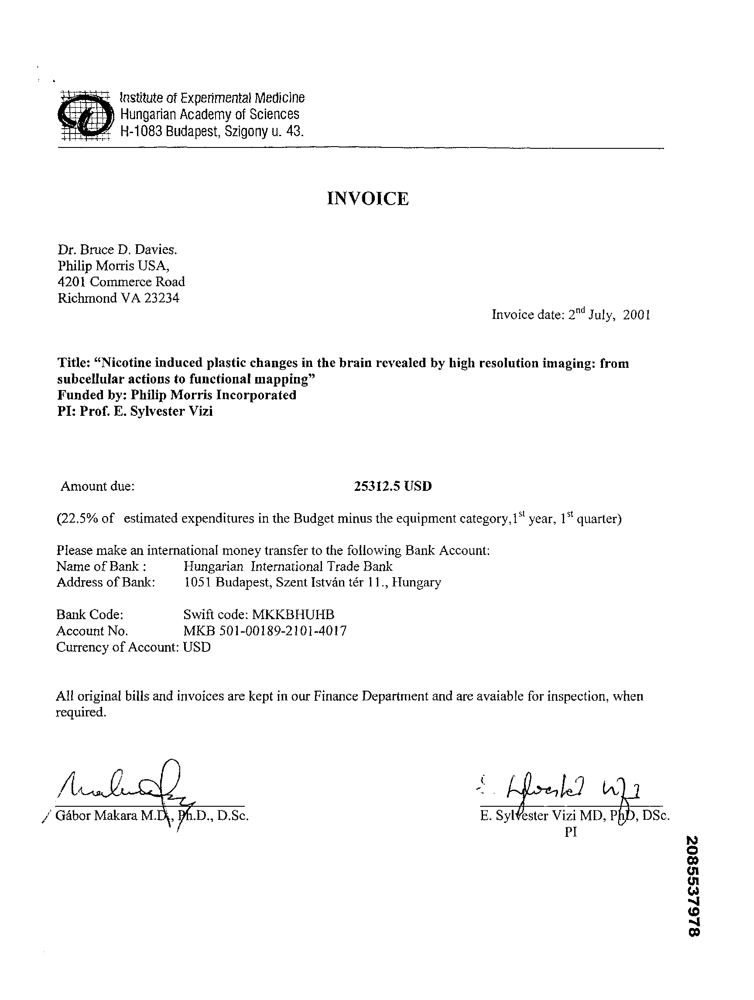 Institute of Experimental Medicine
Hungarian Academy of Sciences
H-1083 Budapest, Szigony u. 43.
INVOICE
Dr. Bruce D. Davies.
Philip Morris USA,
4201 Commerce Road
Richmond VA 23234
Invoice date: 2nd July, 2001
Title: “Nicotine induced plastic changes in the brain revealed by high resolution imaging: from
subcellular actions to functional mapping”
Funded by: Philip Morris Incorporated
PI: Prof. E. Sylvester Vizi
Amount due: 25312.5 USD
(22.5% of estimated expenditures in the Budget minus the equipment category,1st year, 1st quarter)
Please make an international money transfer to the following Bank Account:
Name of Bank : Hungarian International Trade Bank
Address of Bank: 1051 Budapest, Szent István tér 11., Hungary
Bank Code: Swift code: MKKBHUHB
Account No. MKB 501-00189-2101-4017
Currency of Account: USD
All original bills and invoices are kept in our Finance Department and are avaiable for inspection, when
required.
Gábor Makara M.D., Ph.D., D.Sc.
E. Sylvester Vizi MD, PhD, DSc.
PI
2085537978